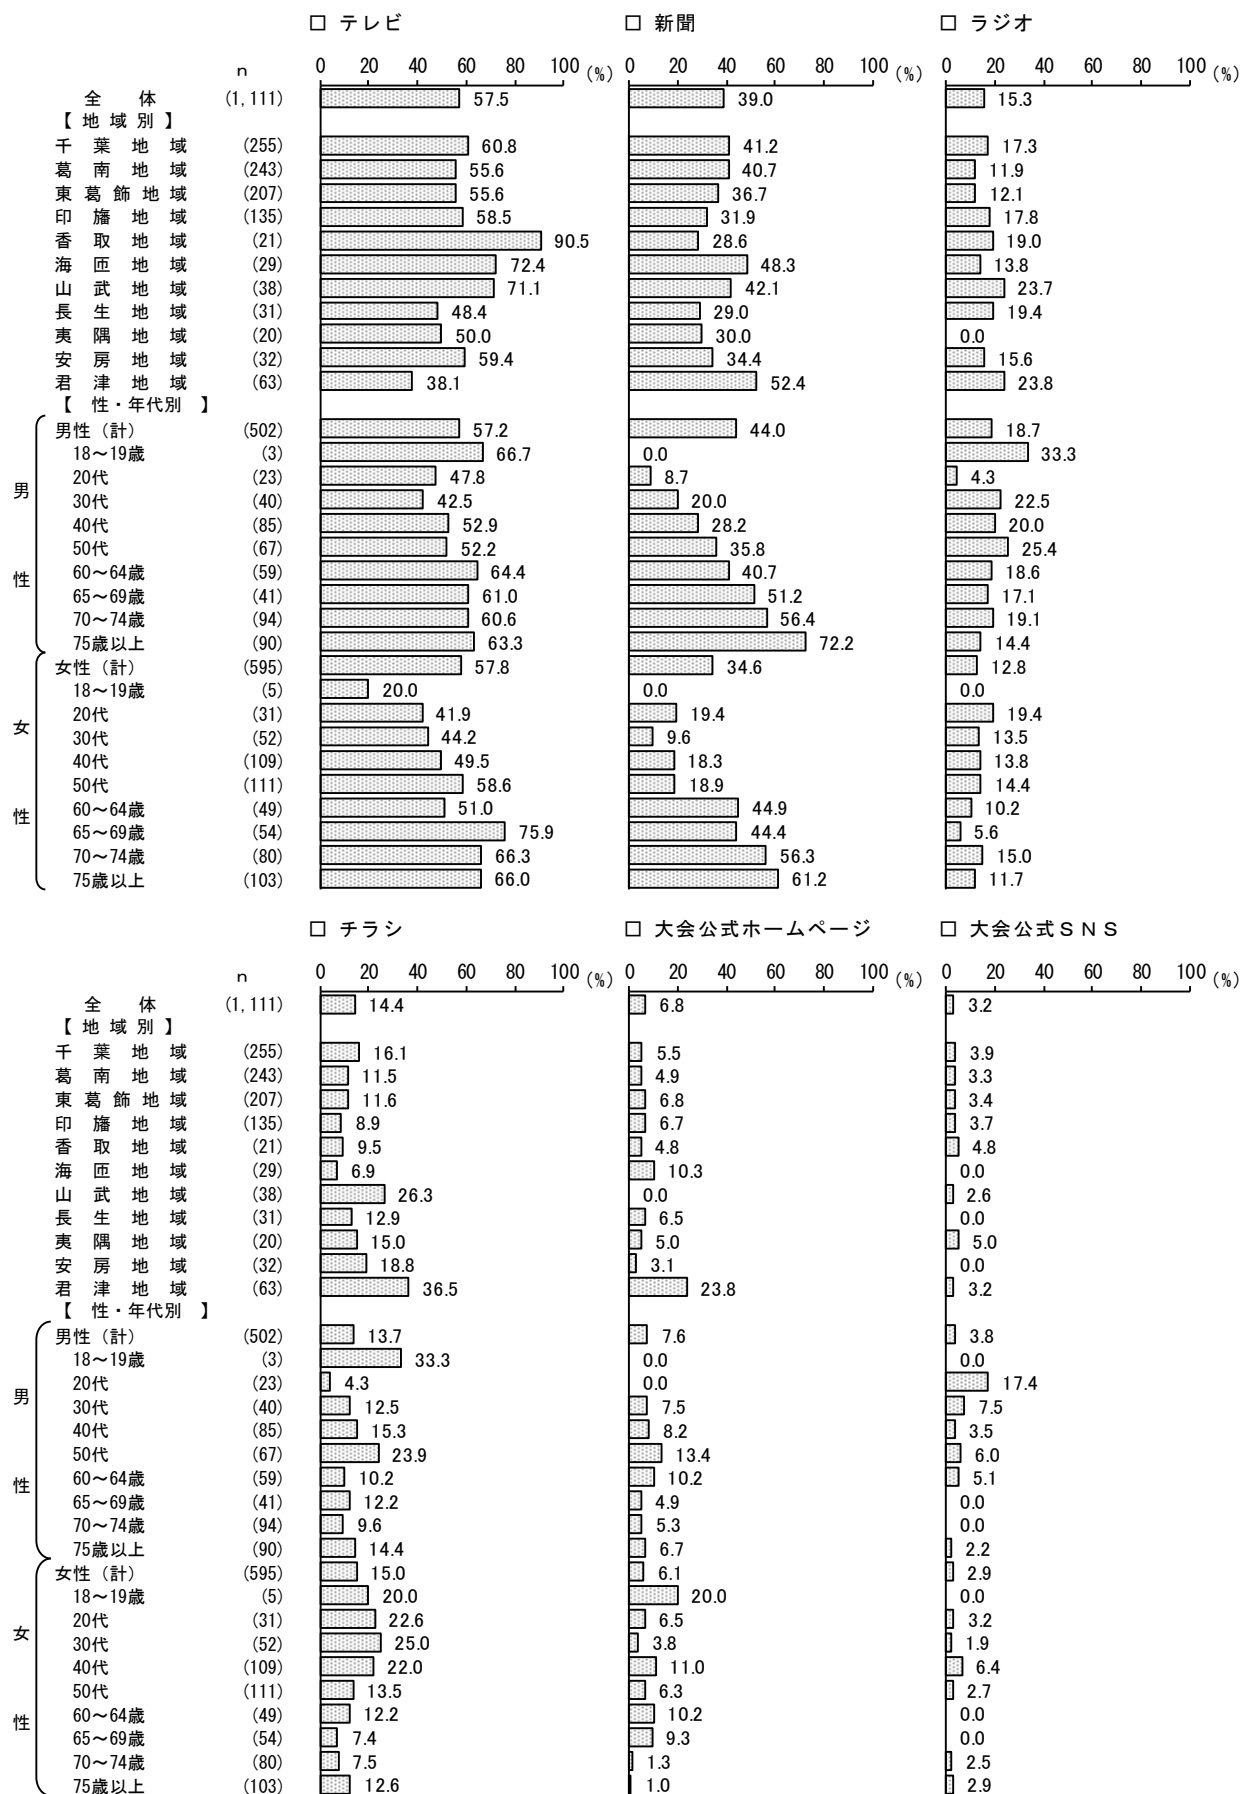 □ テレビ □ 新聞 □ ラジオ
n 0 20 40 60 80 100 (%) 0 20 40 60 80 100 (%) 0 20 40 60 80 100 (%)
全体 (1,111) 57.5 39.0 15.3
【地域別】
千葉地域 (255) 60.8 41.2 17.3
葛南地域 (243) 55.6 40.7 11.9
東葛飾地域 (207) 55.6 36.7 12.1
印旛地域 (135) 58.5 31.9 17.8
香取地域 (21) 90.5 28.6 19.0
海匝地域 (29) 72.4 48.3 13.8
山武地域 (38) 71.1 42.1 23.7
長生地域 (31) 48.4 29.0 19.4
夷隅地域 (20) 50.0 30.0 0.0
安房地域 (32) 59.4 34.4 15.6
君津地域 (63) 38.1 52.4 23.8
【性・年代別】
男性
男性（計） (502) 57.2 44.0 18.7
18～19歳 (3) 66.7 0.0 33.3
20代 (23) 47.8 8.7 4.3
30代 (40) 42.5 20.0 22.5
40代 (85) 52.9 28.2 20.0
50代 (67) 52.2 35.8 25.4
60～64歳 (59) 64.4 40.7 18.6
65～69歳 (41) 61.0 51.2 17.1
70～74歳 (94) 60.6 56.4 19.1
75歳以上 (90) 63.3 72.2 14.4
女性
女性（計） (595) 57.8 34.6 12.8
18～19歳 (5) 20.0 0.0 0.0
20代 (31) 41.9 19.4 19.4
30代 (52) 44.2 9.6 13.5
40代 (109) 49.5 18.3 13.8
50代 (111) 58.6 18.9 14.4
60～64歳 (49) 51.0 44.9 10.2
65～69歳 (54) 75.9 44.4 5.6
70～74歳 (80) 66.3 56.3 15.0
75歳以上 (103) 66.0 61.2 11.7
□ チラシ □ 大会公式ホームページ □ 大会公式ＳＮＳ
n 0 20 40 60 80 100 (%) 0 20 40 60 80 100 (%) 0 20 40 60 80 100 (%)
全体 (1,111) 14.4 6.8 3.2
【地域別】
千葉地域 (255) 16.1 5.5 3.9
葛南地域 (243) 11.5 4.9 3.3
東葛飾地域 (207) 11.6 6.8 3.4
印旛地域 (135) 8.9 6.7 3.7
香取地域 (21) 9.5 4.8 4.8
海匝地域 (29) 6.9 10.3 0.0
山武地域 (38) 26.3 0.0 2.6
長生地域 (31) 12.9 6.5 0.0
夷隅地域 (20) 15.0 5.0 5.0
安房地域 (32) 18.8 3.1 0.0
君津地域 (63) 36.5 23.8 3.2
【性・年代別】
男性
男性（計） (502) 13.7 7.6 3.8
18～19歳 (3) 33.3 0.0 0.0
20代 (23) 4.3 0.0 17.4
30代 (40) 12.5 7.5 7.5
40代 (85) 15.3 8.2 3.5
50代 (67) 23.9 13.4 6.0
60～64歳 (59) 10.2 10.2 5.1
65～69歳 (41) 12.2 4.9 0.0
70～74歳 (94) 9.6 5.3 0.0
75歳以上 (90) 14.4 6.7 2.2
女性
女性（計） (595) 15.0 6.1 2.9
18～19歳 (5) 20.0 20.0 0.0
20代 (31) 22.6 6.5 3.2
30代 (52) 25.0 3.8 1.9
40代 (109) 22.0 11.0 6.4
50代 (111) 13.5 6.3 2.7
60～64歳 (49) 12.2 10.2 0.0
65～69歳 (54) 7.4 9.3 0.0
70～74歳 (80) 7.5 1.3 2.5
75歳以上 (103) 12.6 1.0 2.9